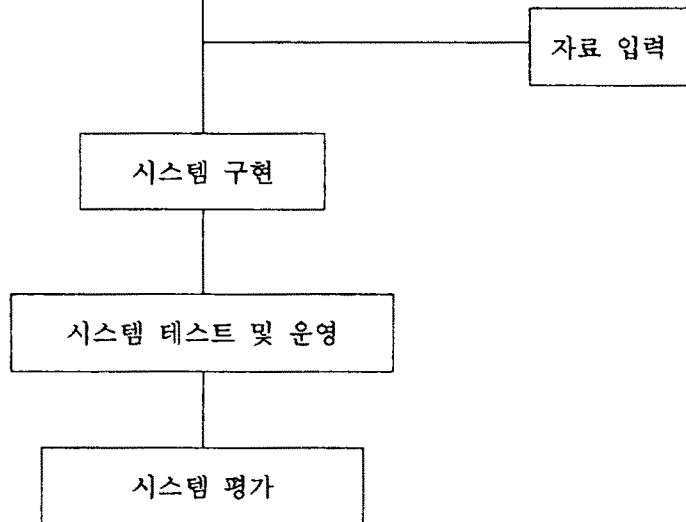 자료 입력
시스템 구현
시스템 테스트 및 운영
시스템 평가